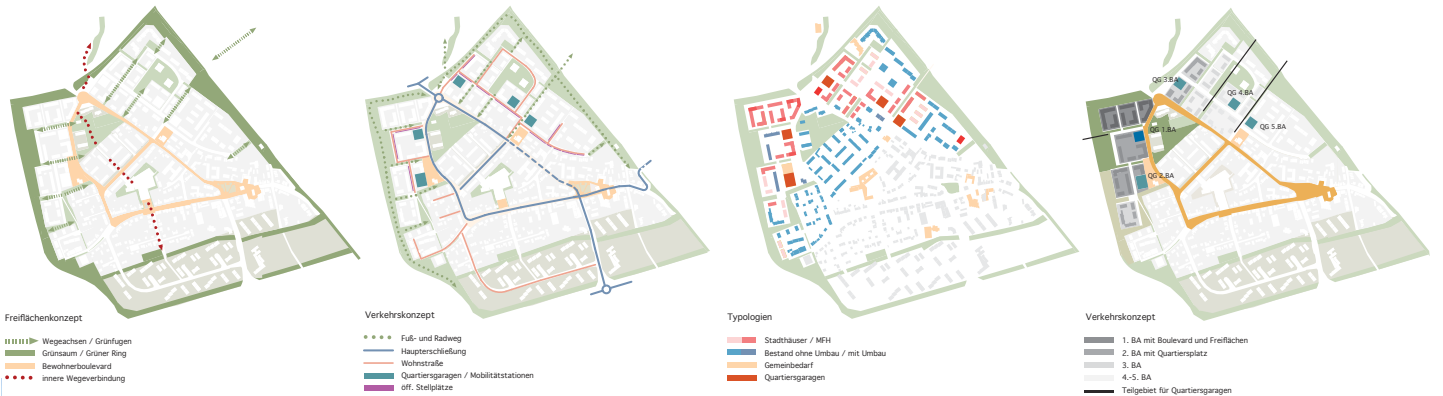 QG 3.BA
QG 4.BA
QG 5.BA
QG 1.BA
QG 2.BA
Freiflächenkonzept
Wegeachsen / Grünfugen
Grünsaum / Grüner Ring
Bewohnerboulevard
innere Wegeverbindung
Verkehrskonzept
Fuß- und Radweg
Haupterschließung
Wohnstraße
Quartiersgaragen / Mobilitätstationen
öff. Stellplätze
Typologien
Stadthäuser / MFH
Bestand ohne Umbau / mit Umbau
Gemeinbedarf
Quartiersgaragen
Verkehrskonzept
1. BA mit Boulevard und Freiflächen
2. BA mit Quartiersplatz
3. BA
4.-5. BA
Teilgebiet für Quartiersgaragen